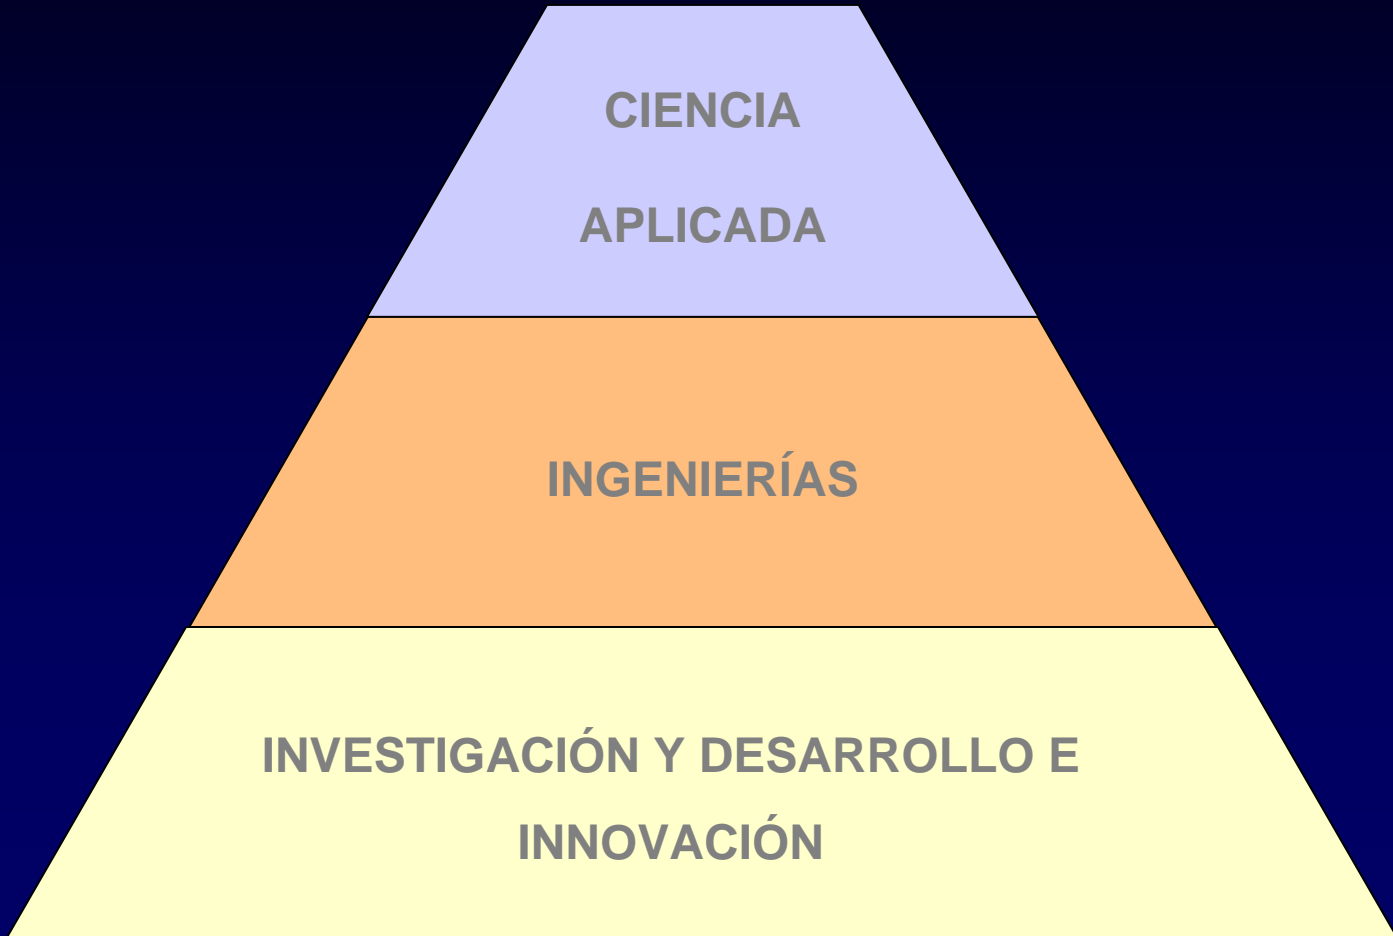 CIENCIA
APLICADA
INGENIERÍAS
INVESTIGACIÓN Y DESARROLLO E
INNOVACIÓN